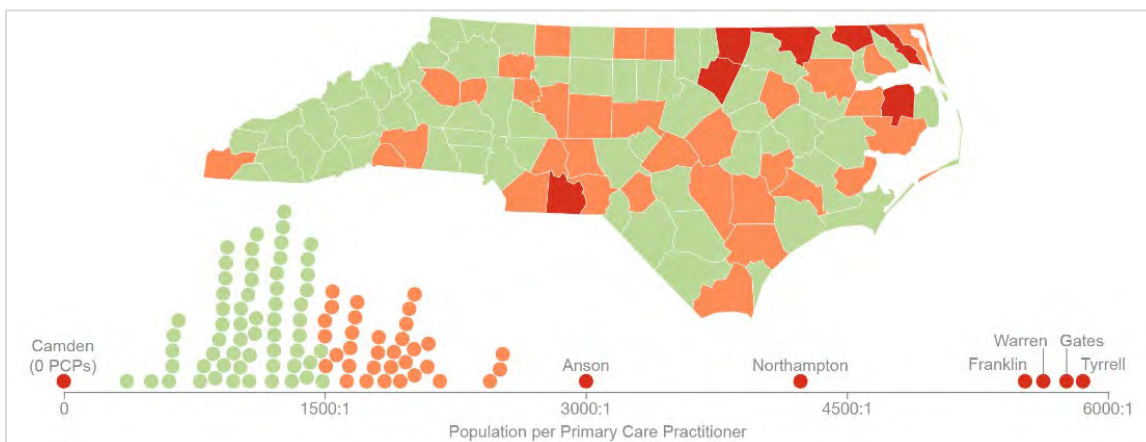 Camden
(0 PCPs)
Anson
Northampton
Warren
Gates
Franklin
Tyrrell
0
1500:1
3000:1
4500:1
6000:1
Population per Primary Care Practitioner